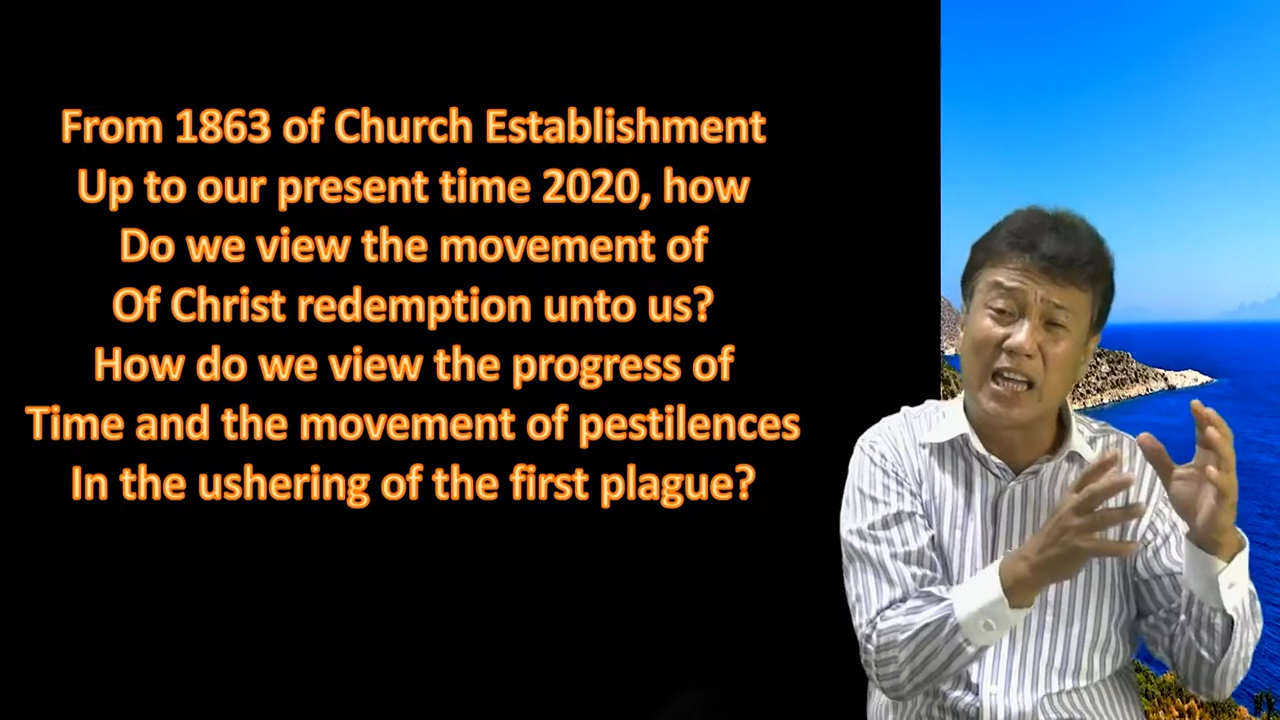 From 1863 of Church Establishment
Up to our present time 2020, how
Do we view the movement of
Of Christ redemption unto us?
How do we view the progress of
Time and the movement of pestilences
In the ushering of the first plague?